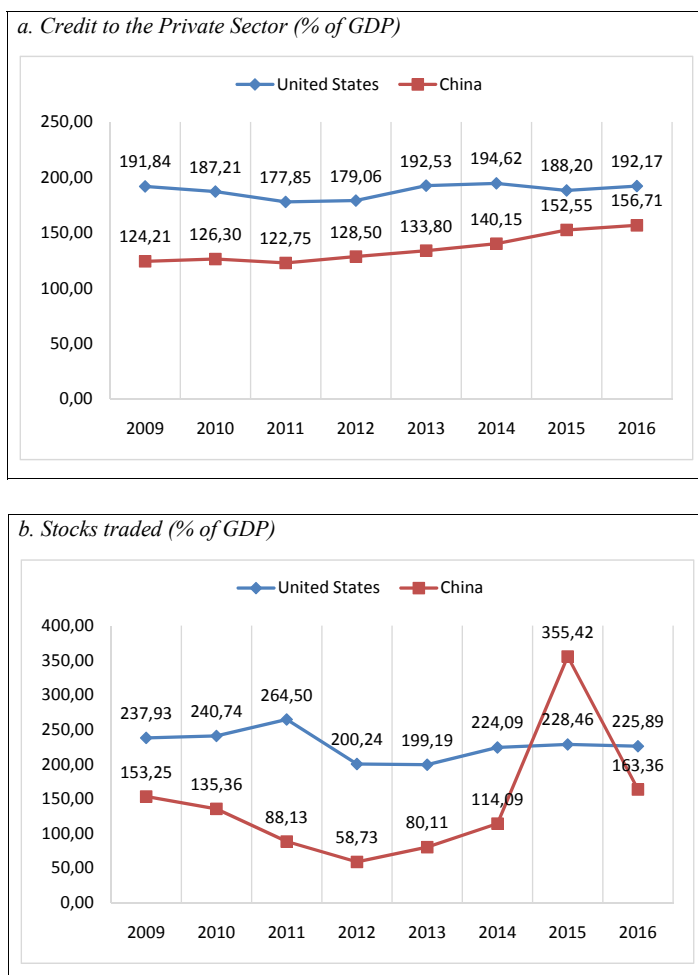 a. Credit to the Private Sector (% of GDP)
United States China
250,00
200,00
150,00
100,00
50,00
0,00
191,84 187,21 177,85 179,06 192,53 194,62 188,20 192,17
124,21 126,30 122,75 128,50 133,80 140,15 152,55 156,71
2009 2010 2011 2012 2013 2014 2015 2016
b. Stocks traded (% of GDP)
United States China
400,00
350,00
300,00
250,00
200,00
150,00
100,00
50,00
0,00
237,93 240,74 264,50 200,24 199,19 224,09 228,46 225,89
153,25 135,36 88,13 58,73 80,11 114,09 355,42 163,36
2009 2010 2011 2012 2013 2014 2015 2016